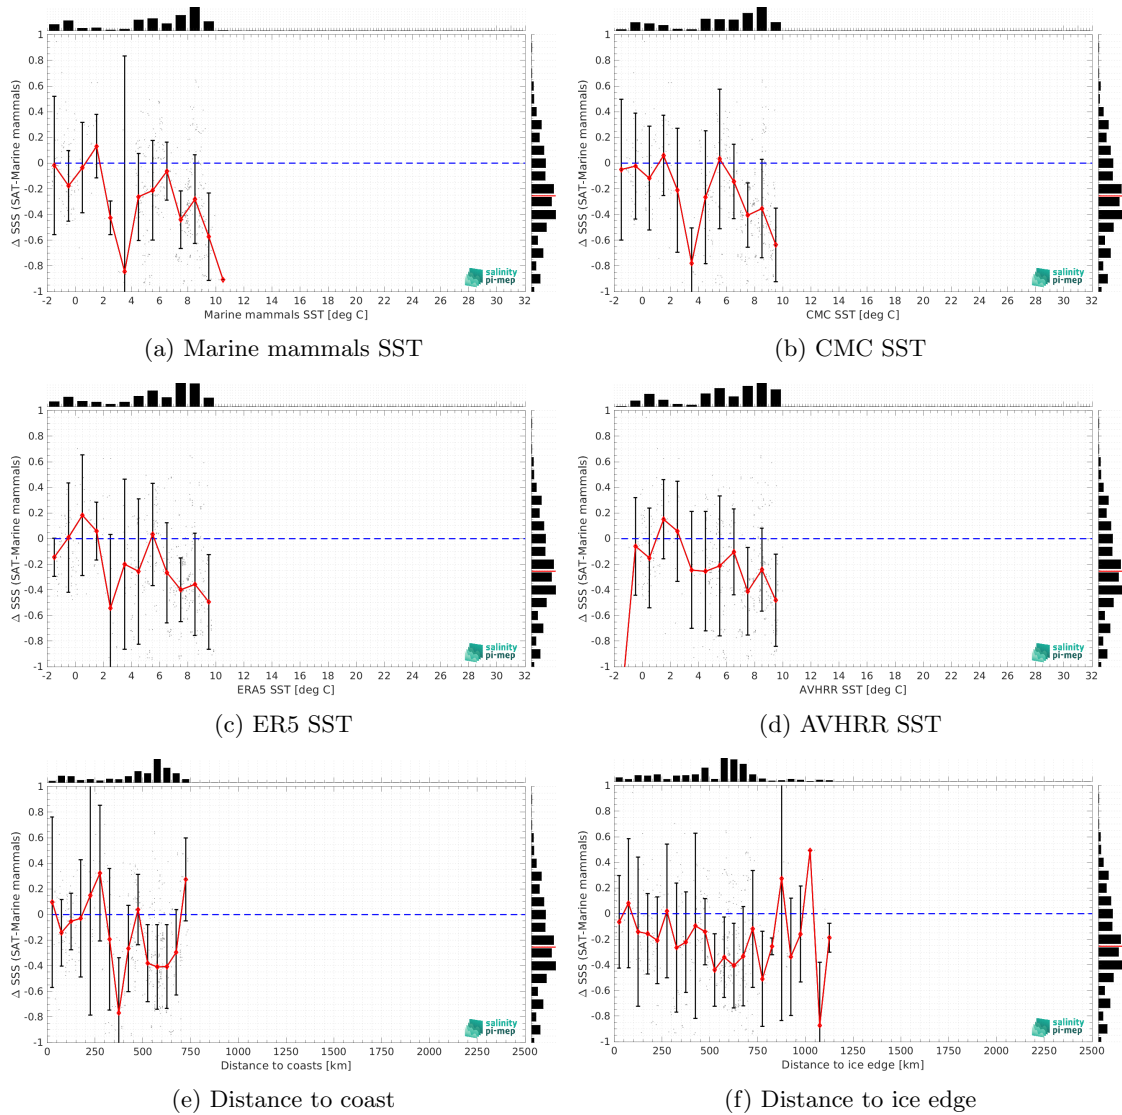 1
0.8
0.6
0.4
0.2
0
-0.2
-0.4
-0.6
-0.8
-1
Δ SSS (SAT-Marine mammals)
salinity
pi-mep
-2 0 2 4 6 8 10 12 14 16 18 20 22 24 26 28 30 32
Marine mammals SST [deg C]
(a) Marine mammals SST
1
0.8
0.6
0.4
0.2
0
-0.2
-0.4
-0.6
-0.8
-1
Δ SSS (SAT-Marine mammals)
salinity
pi-mep
-2 0 2 4 6 8 10 12 14 16 18 20 22 24 26 28 30 32
CMC SST [deg C]
(b) CMC SST
1
0.8
0.6
0.4
0.2
0
-0.2
-0.4
-0.6
-0.8
-1
Δ SSS (SAT-Marine mammals)
salinity
pi-mep
-2 0 2 4 6 8 10 12 14 16 18 20 22 24 26 28 30 32
ERA5 SST [deg C]
(c) ER5 SST
1
0.8
0.6
0.4
0.2
0
-0.2
-0.4
-0.6
-0.8
-1
Δ SSS (SAT-Marine mammals)
salinity
pi-mep
-2 0 2 4 6 8 10 12 14 16 18 20 22 24 26 28 30 32
AVHRR SST [deg C]
(d) AVHRR SST
1
0.8
0.6
0.4
0.2
0
-0.2
-0.4
-0.6
-0.8
-1
Δ SSS (SAT-Marine mammals)
salinity
pi-mep
0 250 500 750 1000 1250 1500 1750 2000 2250 2500
Distance to coasts [km]
(e) Distance to coast
1
0.8
0.6
0.4
0.2
0
-0.2
-0.4
-0.6
-0.8
-1
Δ SSS (SAT-Marine mammals)
salinity
pi-mep
0 250 500 750 1000 1250 1500 1750 2000 2250 2500
Distance to ice edge [km]
(f) Distance to ice edge